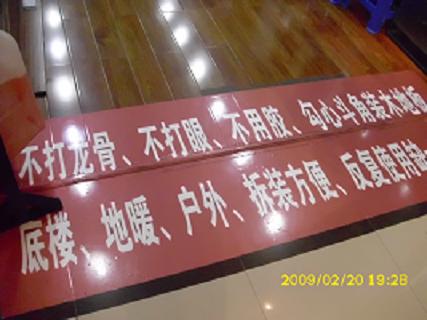 不打龙骨、不打眼、不用胶、勾心斗角装木地板
底楼、地暖、户外、拆装方便、反复使用
2009/02/20 19:28